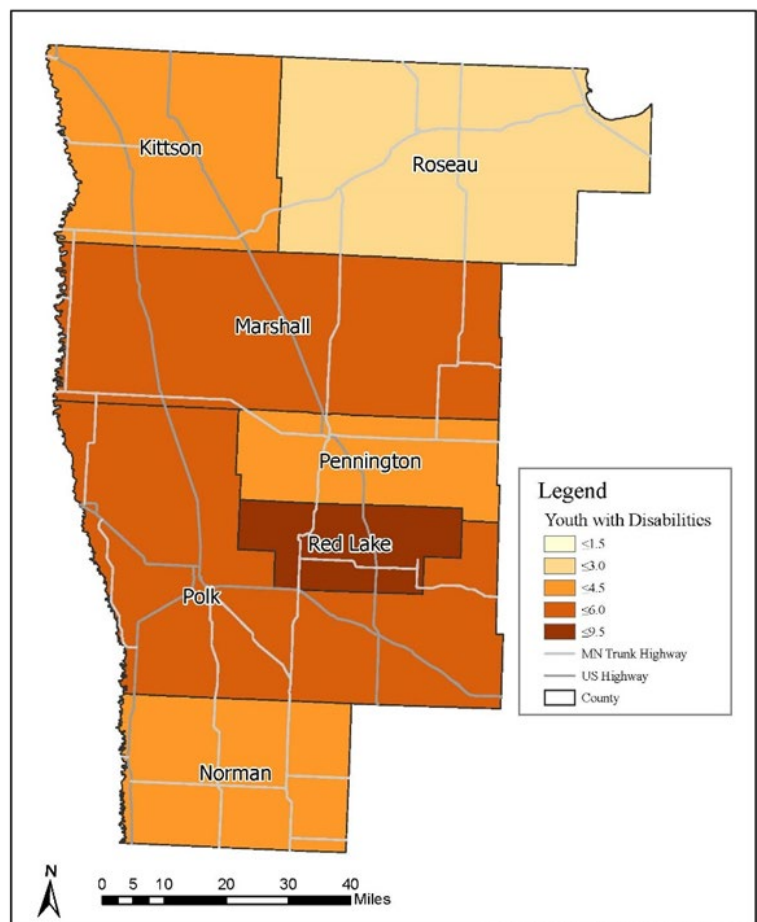 Kittson
Roseau
Marshall
Pennington
Red Lake
Polk
Norman
Legend
Youth with Disabilities
≤1.5
≤3.0
≤4.5
≤6.0
≤9.5
MN Trunk Highway
US Highway
County
N
0 5 10 20 30 40
Miles